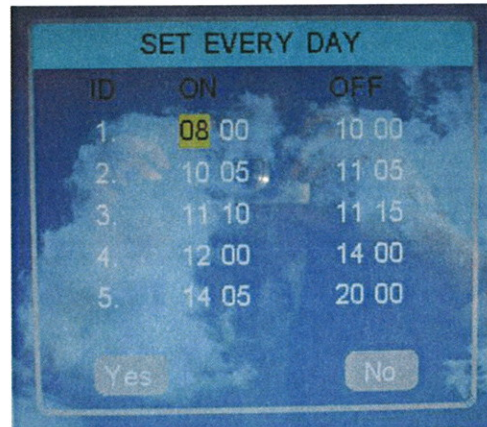 SET EVERY DAY
ID ON OFF
1. 08 00 10 00
2. 10 05 11 05
3. 11 10 11 15
4. 12 00 14 00
5. 14 05 20 00
Yes No